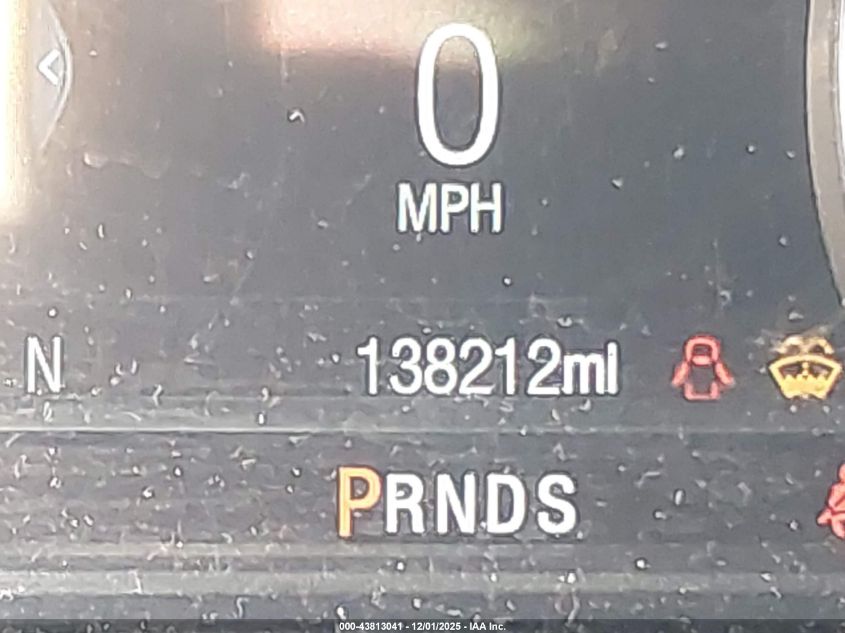 0
MPH
N 138212mi
PRNDS
000-43813041 - 12/01/2025 - IAA Inc.